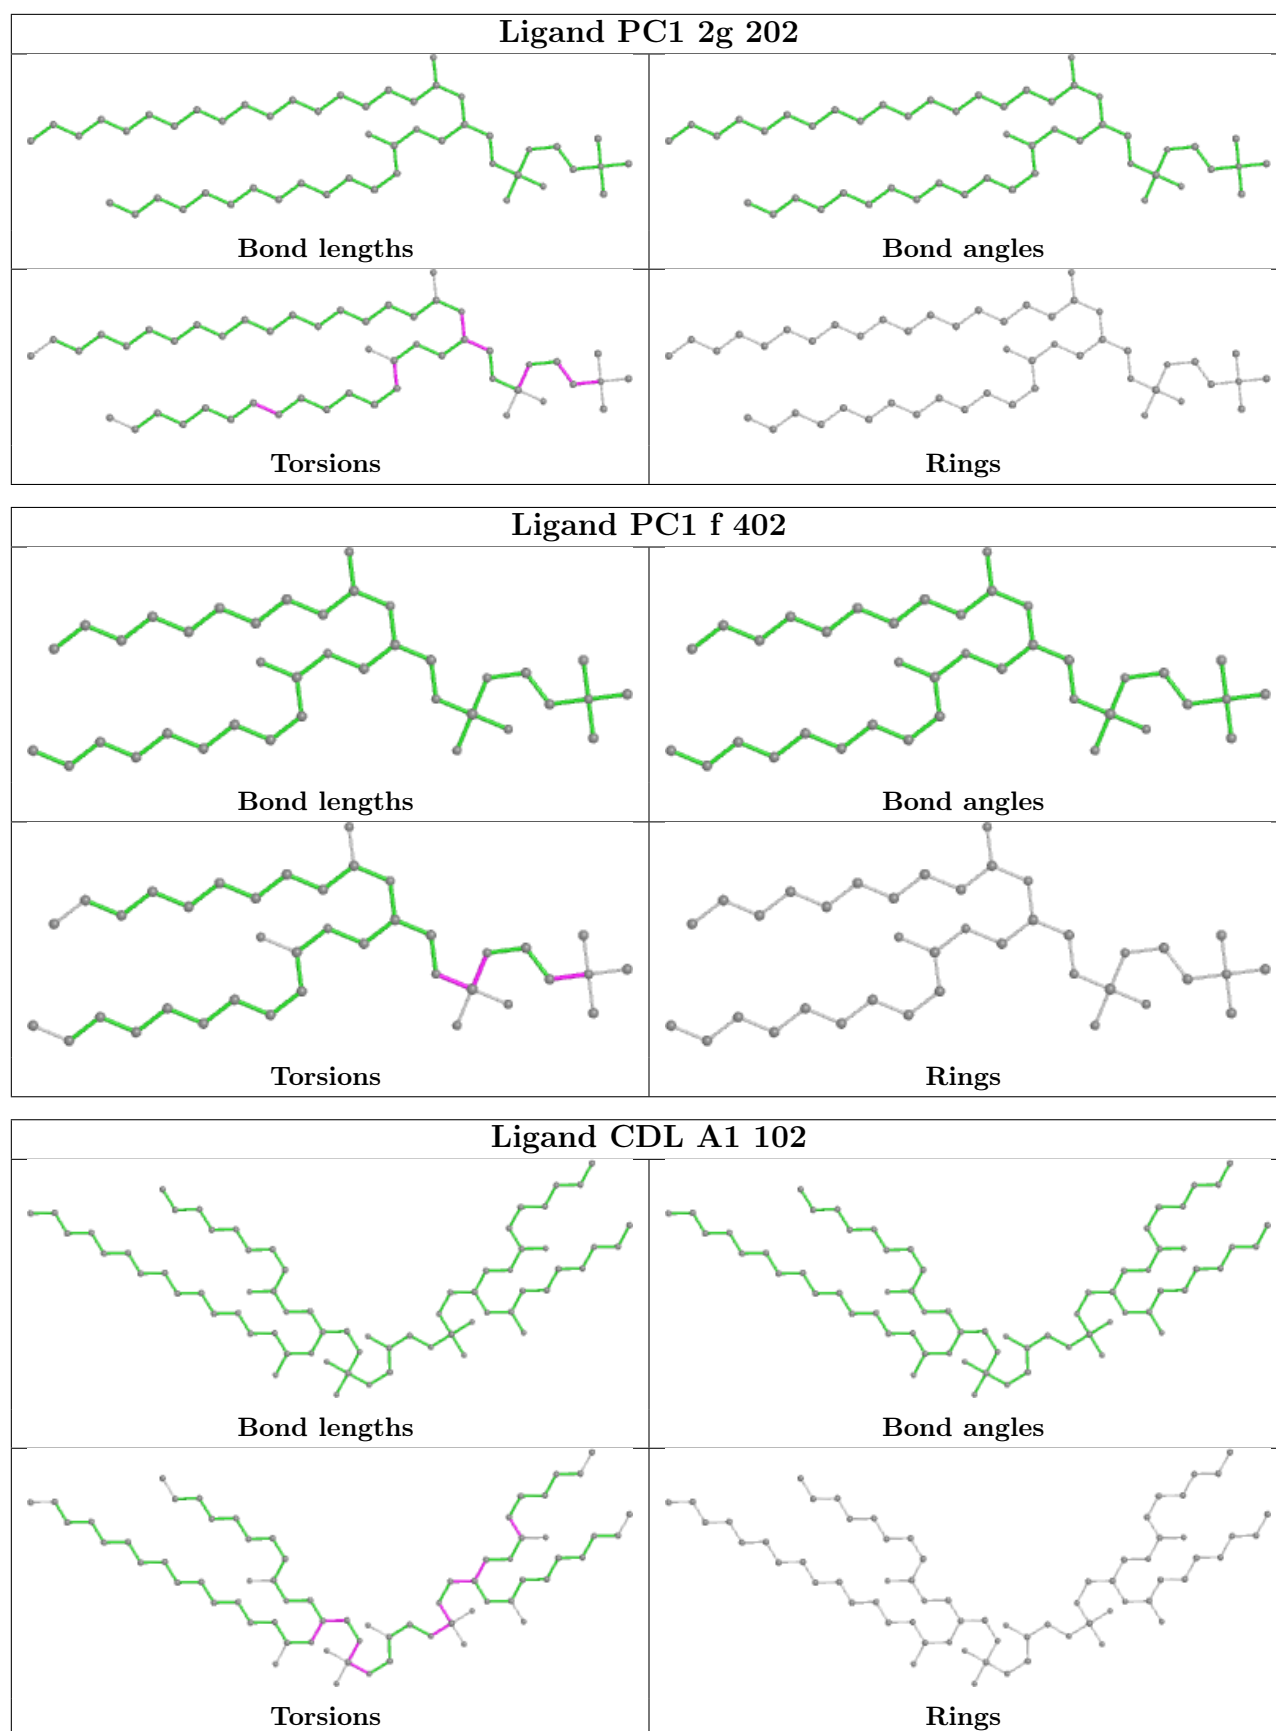 Ligand PC1 2g 202
Bond lengths
Bond angles
Torsions
Rings
Ligand PC1 f 402
Bond lengths
Bond angles
Torsions
Rings
Ligand CDL A1 102
Bond lengths
Bond angles
Torsions
Rings